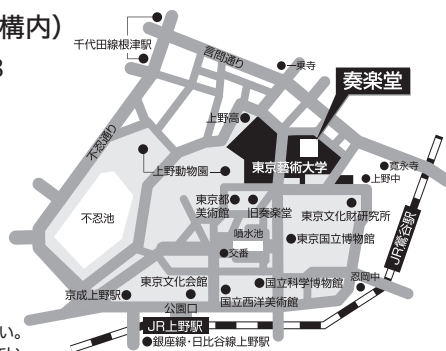 構内)
千代田線根津駅
3
言問通り
一乗寺
奏楽堂
上野高
不忍通り
東京藝術大学
寛永寺
上野中
上野動物園
東京都
美術館
旧奏楽堂
東京文化財研究所
不忍池
噴水池
東京国立博物館
JR鶯谷駅
交番
東京文化会館
国立科学博物館
忍岡中
京成上野駅
公園口
国立西洋美術館
い。
JR上野駅
銀座線・日比谷線上野駅